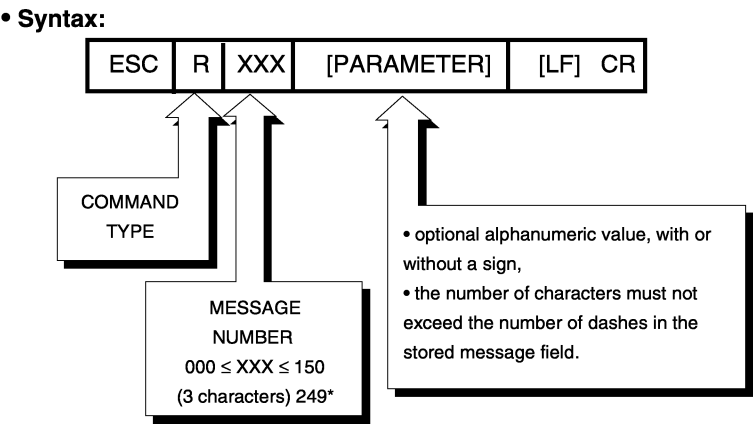 • Syntax:
ESC R XXX [PARAMETER] [LF] CR
COMMAND
TYPE
MESSAGE
NUMBER
000 ≤ XXX ≤ 150
(3 characters) 249*
• optional alphanumeric value, with or
without a sign,
• the number of characters must not
exceed the number of dashes in the
stored message field.